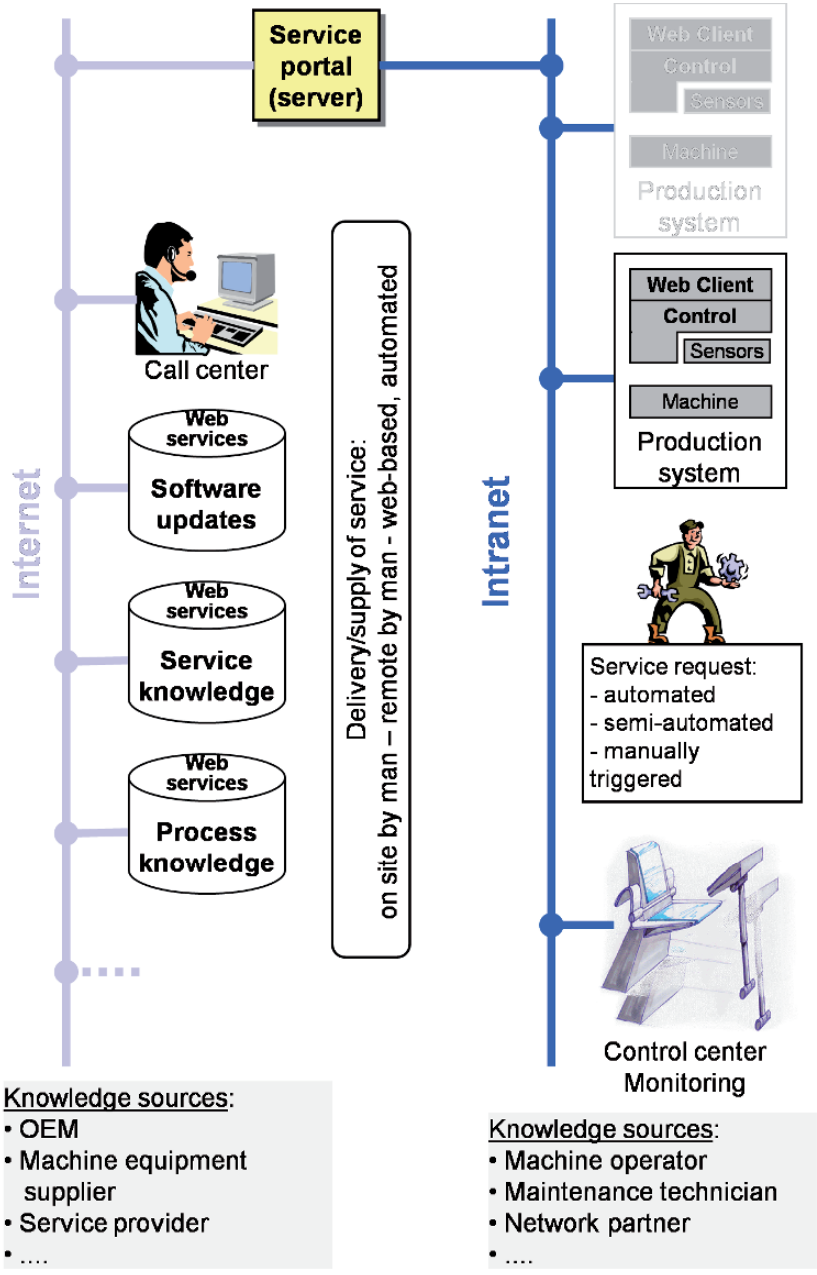 Service
portal
(server)
Web Client
Control
Sensors
Machine
Production
system
Call center
Web
services
Software
updates
Web
services
Service
knowledge
Web
services
Process
knowledge
Internet
Delivery/supply of service:
on site by man – remote by man - web-based, automated
Intranet
Web Client
Control
Sensors
Machine
Production
system
Service request:
- automated
- semi-automated
- manually
triggered
Control center
Monitoring
Knowledge sources:
• OEM
• Machine equipment
supplier
• Service provider
• ....
Knowledge sources:
• Machine operator
• Maintenance technician
• Network partner
• ....